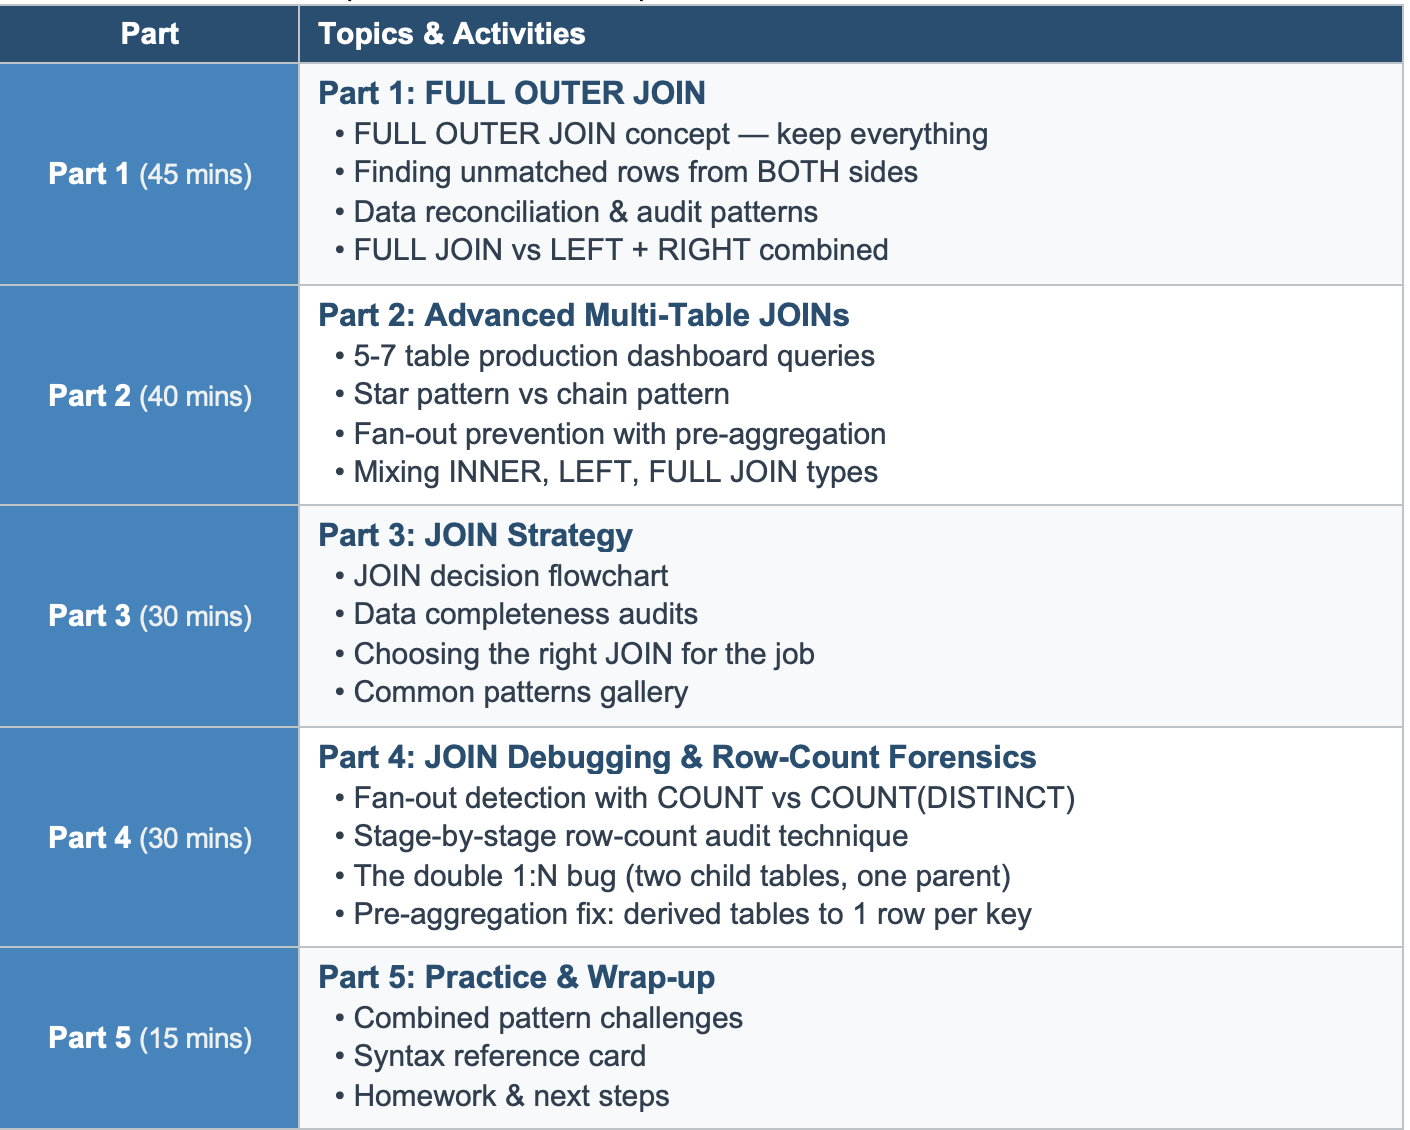 Part
Topics & Activities
Part 1 (45 mins)
Part 1: FULL OUTER JOIN
• FULL OUTER JOIN concept — keep everything
• Finding unmatched rows from BOTH sides
• Data reconciliation & audit patterns
• FULL JOIN vs LEFT + RIGHT combined
Part 2 (40 mins)
Part 2: Advanced Multi-Table JOINs
• 5-7 table production dashboard queries
• Star pattern vs chain pattern
• Fan-out prevention with pre-aggregation
• Mixing INNER, LEFT, FULL JOIN types
Part 3 (30 mins)
Part 3: JOIN Strategy
• JOIN decision flowchart
• Data completeness audits
• Choosing the right JOIN for the job
• Common patterns gallery
Part 4 (30 mins)
Part 4: JOIN Debugging & Row-Count Forensics
• Fan-out detection with COUNT vs COUNT(DISTINCT)
• Stage-by-stage row-count audit technique
• The double 1:N bug (two child tables, one parent)
• Pre-aggregation fix: derived tables to 1 row per key
Part 5 (15 mins)
Part 5: Practice & Wrap-up
• Combined pattern challenges
• Syntax reference card
• Homework & next steps